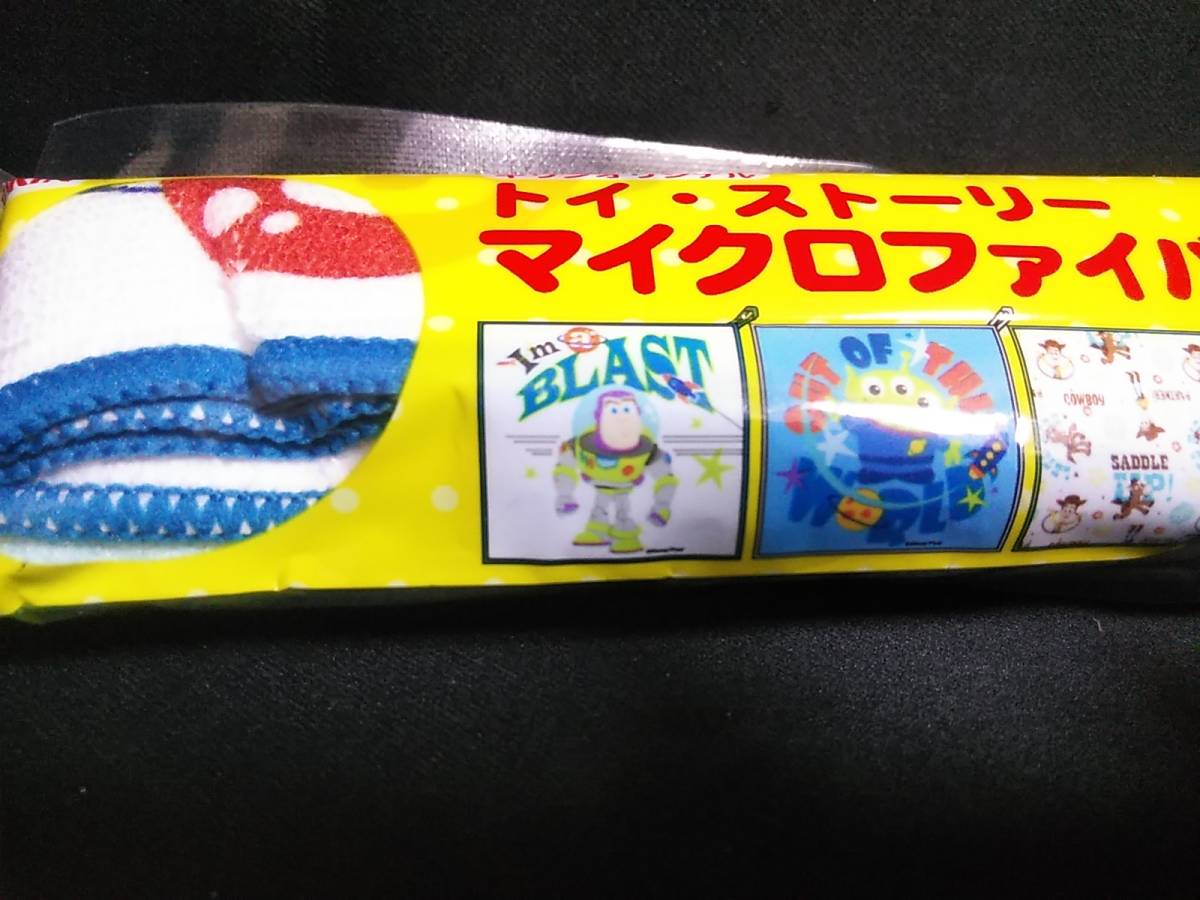 トイ・ストーリー
マイクロファイバ
I'm
BLAST
OUT OF THIS
WORLD
COWBOY
SADDLE
UP!